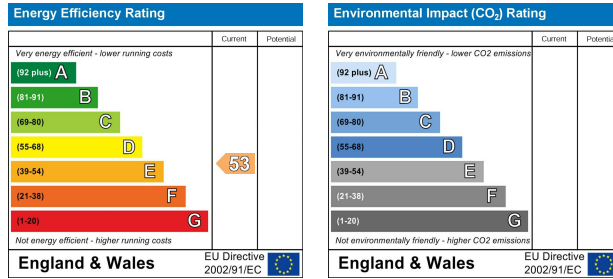 Energy Efficiency Rating
Current Potential
Very energy efficient - lower running costs
(92 plus) A
(81-91) B
(69-80) C
(55-68) D
(39-54) E
53
(21-38) F
(1-20) G
Not energy efficient - higher running costs
England & Wales
EU Directive
2002/91/EC
Environmental Impact (CO₂) Rating
Current Potential
Very environmentally friendly - lower CO2 emissions
(92 plus) A
(81-91) B
(69-80) C
(55-68) D
(39-54) E
(21-38) F
(1-20) G
Not environmentally friendly - higher CO2 emissions
England & Wales
EU Directive
2002/91/EC